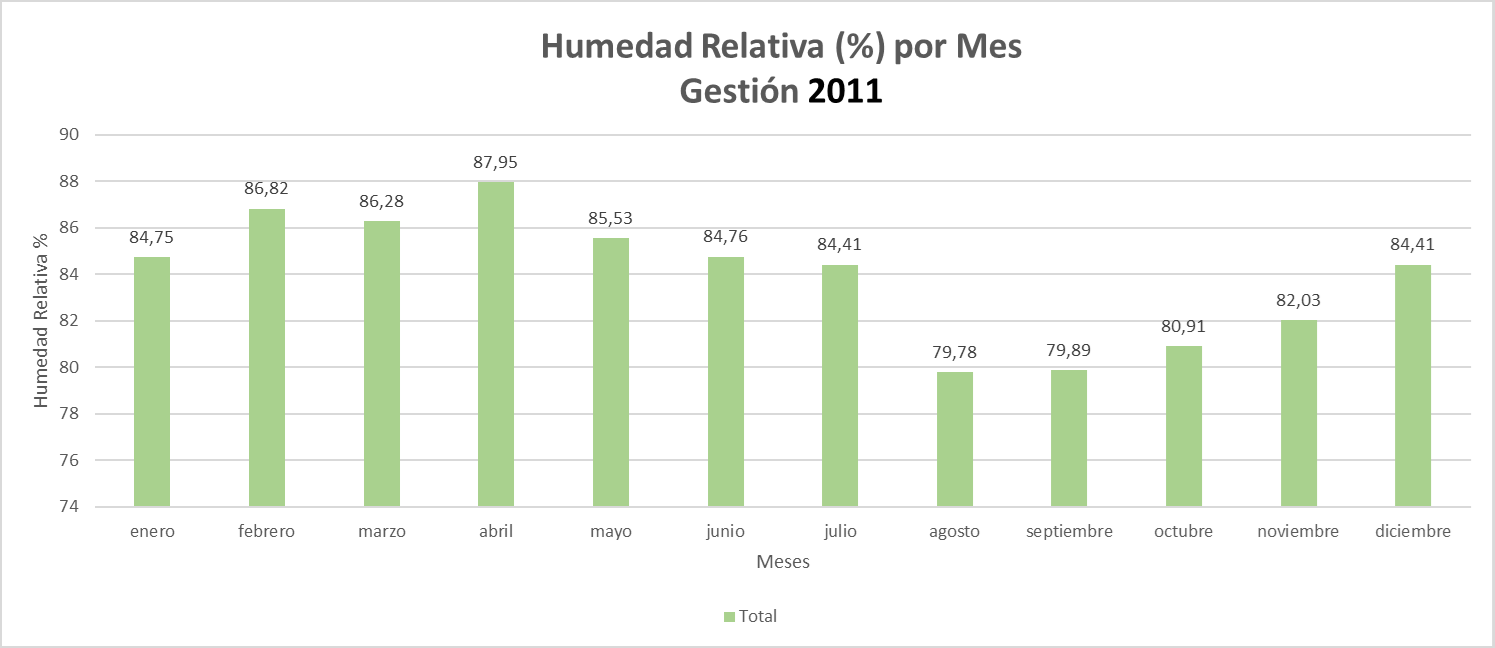 Humedad Relativa (%) por Mes
Gestión 2011
Humedad Relativa %
90
88
86
84
82
80
78
76
74
84,75
86,82
86,28
87,95
85,53
84,76
84,41
79,78
79,89
80,91
82,03
84,41
enero
febrero
marzo
abril
mayo
junio
julio
agosto
septiembre
octubre
noviembre
diciembre
Meses
Total